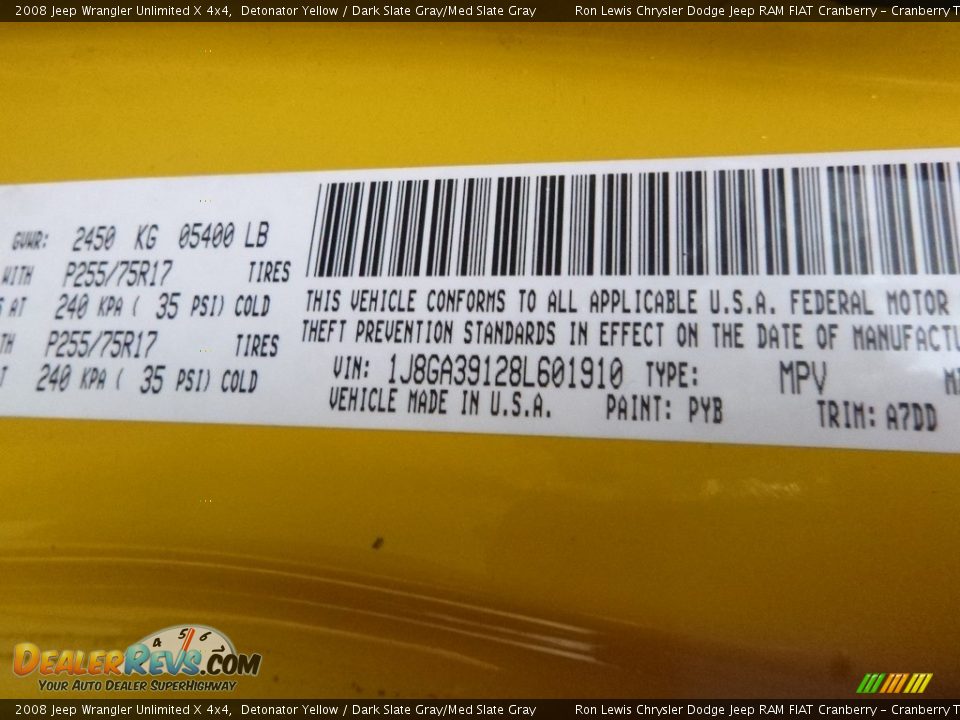 2008 Jeep Wrangler Unlimited X 4x4, Detonator Yellow / Dark Slate Gray/Med Slate Gray Ron Lewis Chrysler Dodge Jeep RAM FIAT Cranberry - Cranberry T
GVWR: 2450 KG 05400 LB
WITH P255/75R17 TIRES
S AT 240 KPA ( 35 PSI) COLD
TH P255/75R17 TIRES
T 240 KPA ( 35 PSI) COLD
THIS VEHICLE CONFORMS TO ALL APPLICABLE U.S.A. FEDERAL MOTOR
THEFT PREVENTION STANDARDS IN EFFECT ON THE DATE OF MANUFACTU
VIN: 1J8GA39128L601910 TYPE: MPV
VEHICLE MADE IN U.S.A. PAINT: PYB TRIM: A7DD
4 5 6
DEALERREVS.COM
YOUR AUTO DEALER SUPERHIGHWAY
2008 Jeep Wrangler Unlimited X 4x4, Detonator Yellow / Dark Slate Gray/Med Slate Gray Ron Lewis Chrysler Dodge Jeep RAM FIAT Cranberry - Cranberry T